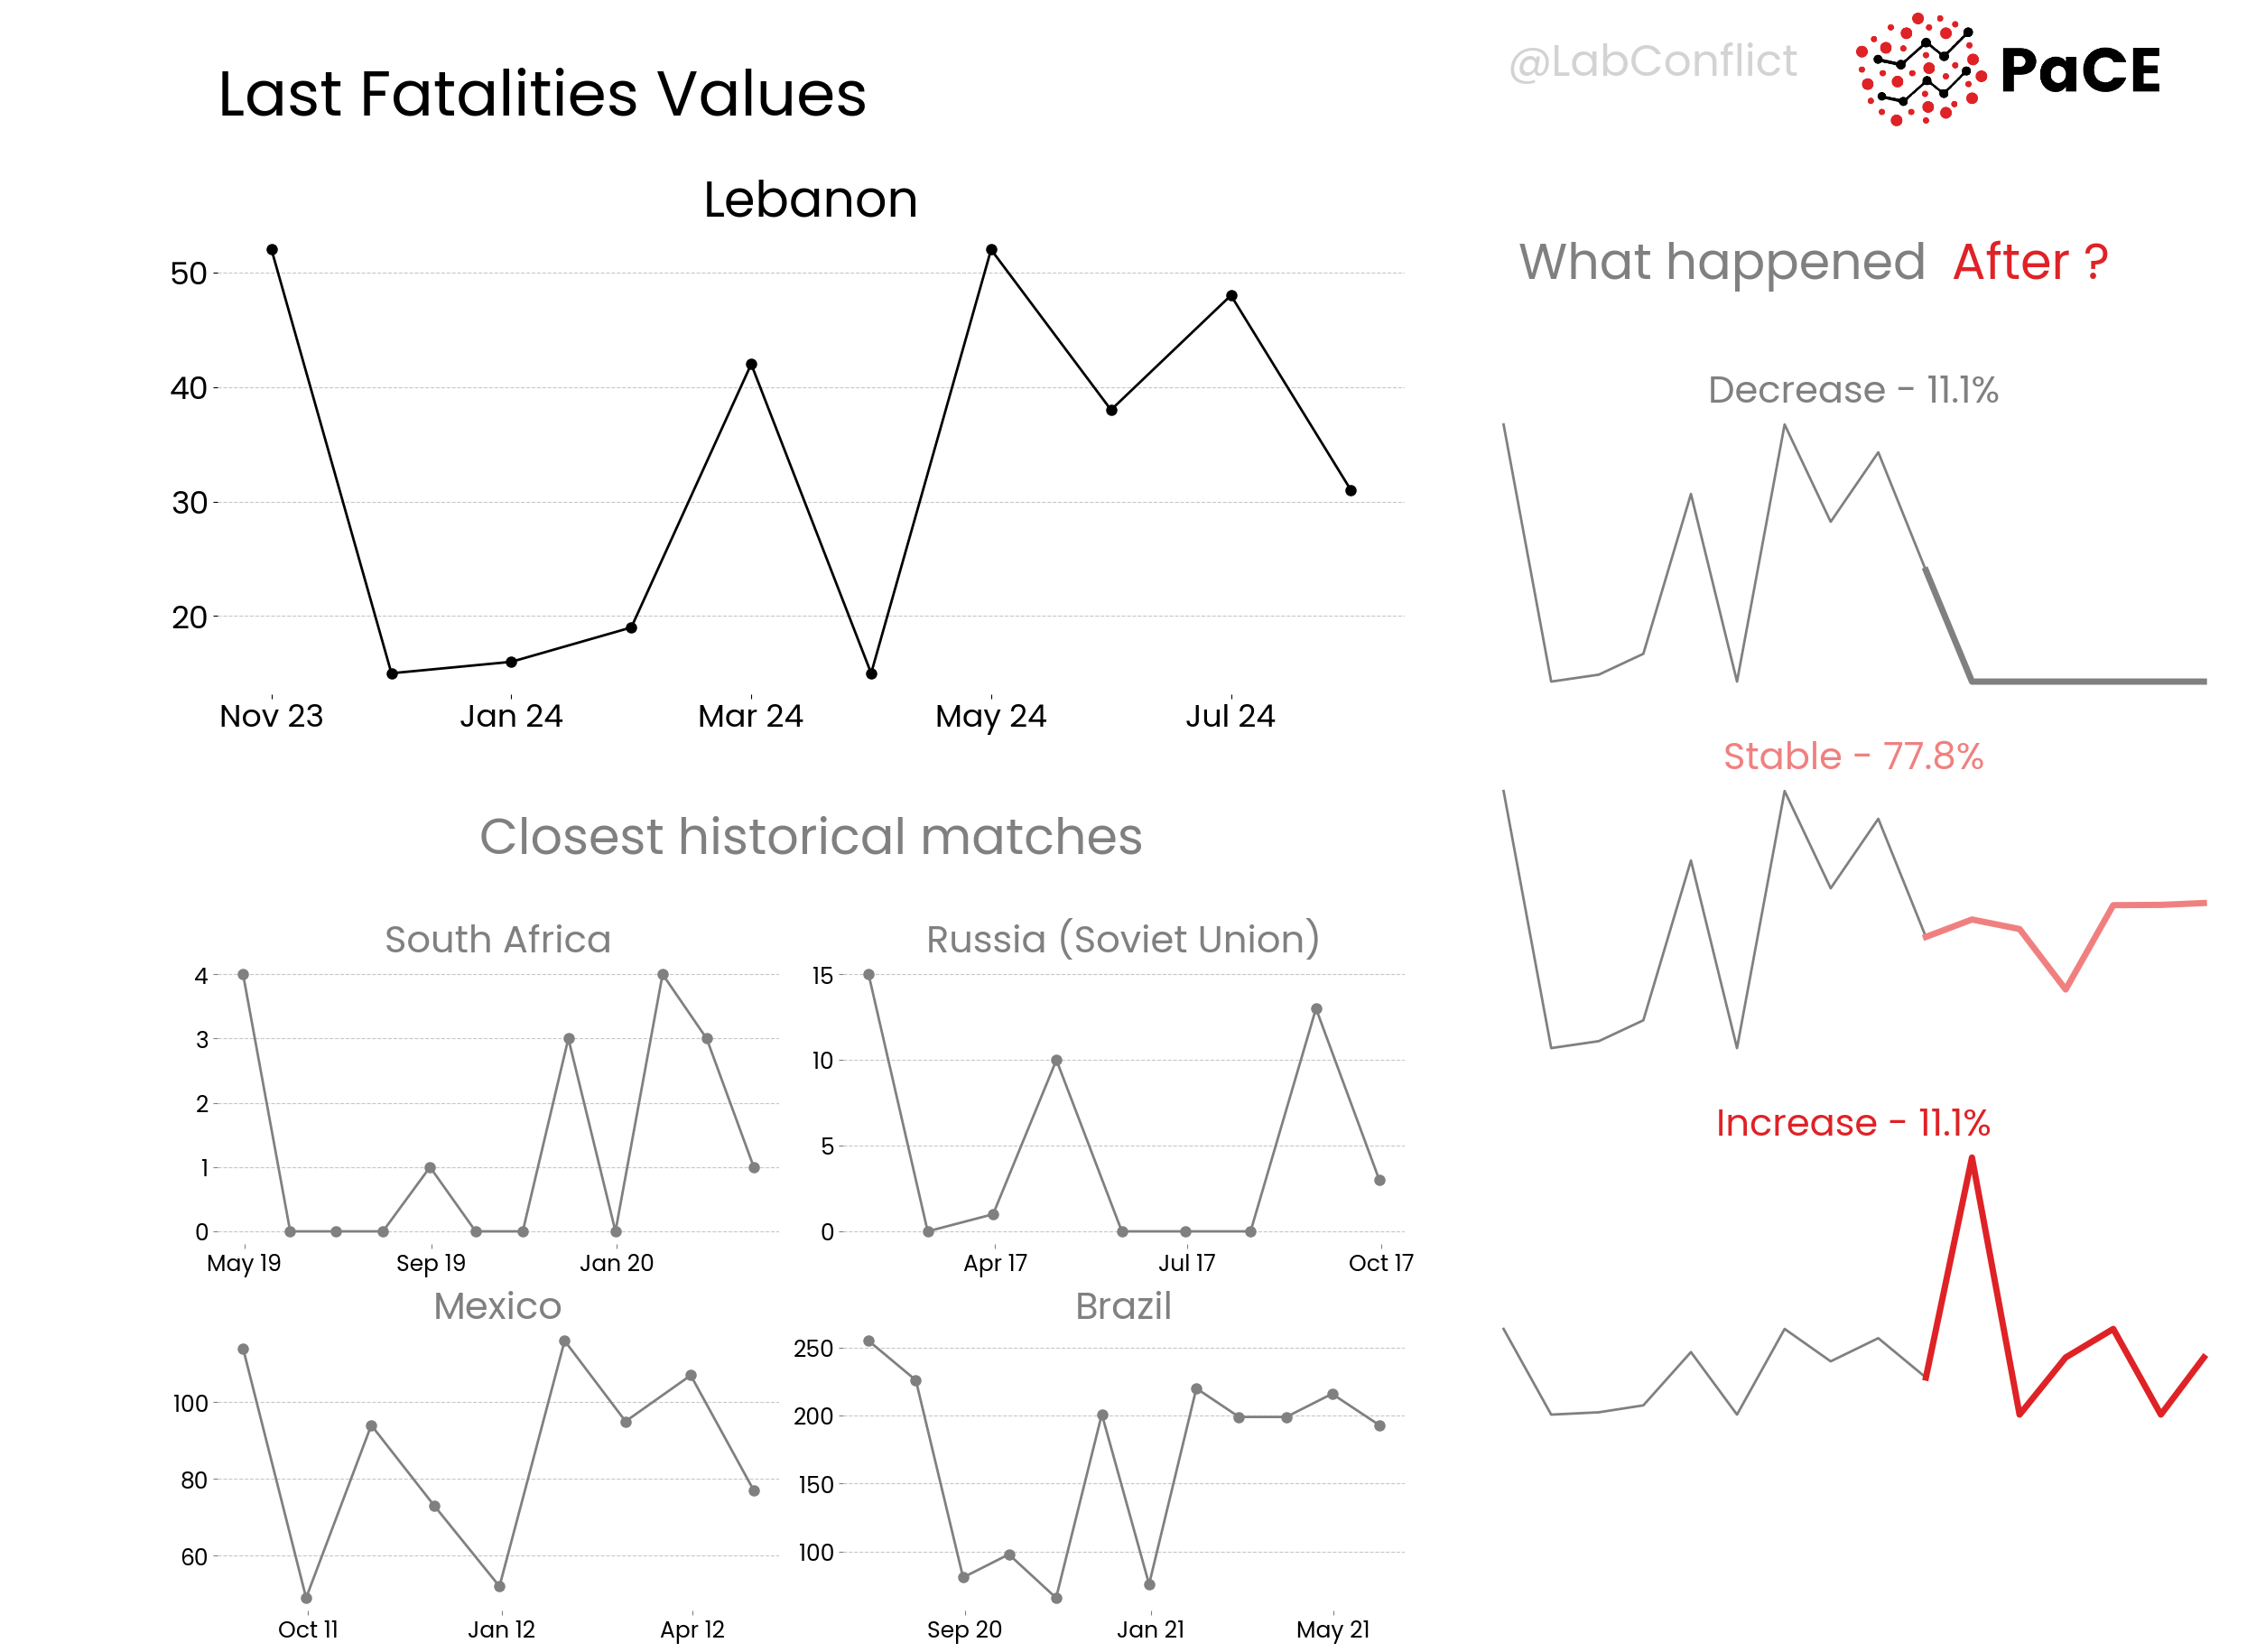 @LabConflict
PaCE
Last Fatalities Values
Lebanon
50
40
30
20
Nov 23 Jan 24 Mar 24 May 24 Jul 24
What happened After ?
Decrease - 11.1%
Stable - 77.8%
Increase - 11.1%
Closest historical matches
South Africa
4
3
2
1
0
May 19 Sep 19 Jan 20
Russia (Soviet Union)
15
10
5
0
Apr 17 Jul 17 Oct 17
Mexico
100
80
60
Oct 11 Jan 12 Apr 12
Brazil
250
200
150
100
Sep 20 Jan 21 May 21